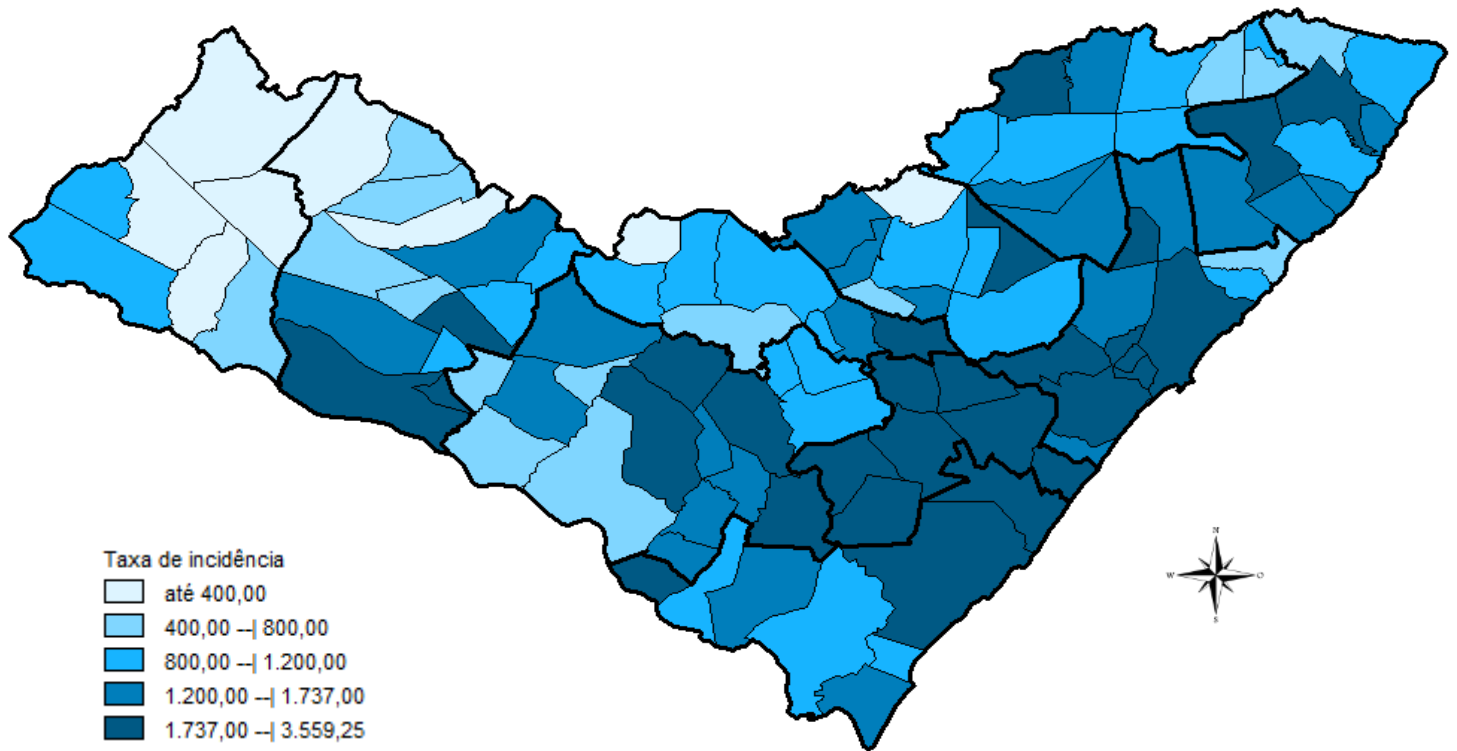 Taxa de incidência
até 400,00
400,00 --| 800,00
800,00 --| 1.200,00
1.200,00 --| 1.737,00
1.737,00 --| 3.559,25
N
W
O
S